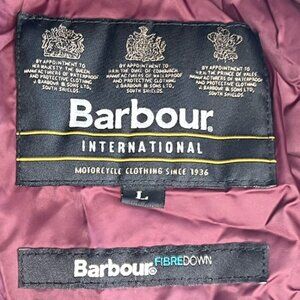 BY APPOINTMENT TO
H.R. MAJESTY THE QUEEN
MANUFACTURERS OF WATERPROOF
AND PROTECTIVE CLOTHING
J. BARBOUR & SONS LTD.
SOUTH SHIELDS
BY APPOINTMENT TO
H.R.H. THE DUKE OF EDINBURGH
MANUFACTURERS OF WATERPROOF
AND PROTECTIVE CLOTHING
J. BARBOUR & SONS LTD.
SOUTH SHIELDS
BY APPOINTMENT TO
H.R.H. THE PRINCE OF WALES
MANUFACTURERS OF WATERPROOF
AND PROTECTIVE CLOTHING
J. BARBOUR & SONS LTD.
SOUTH SHIELDS
Barbour®
INTERNATIONAL
MOTORCYCLE CLOTHING SINCE 1936
L
Barbour® FIBREDOWN